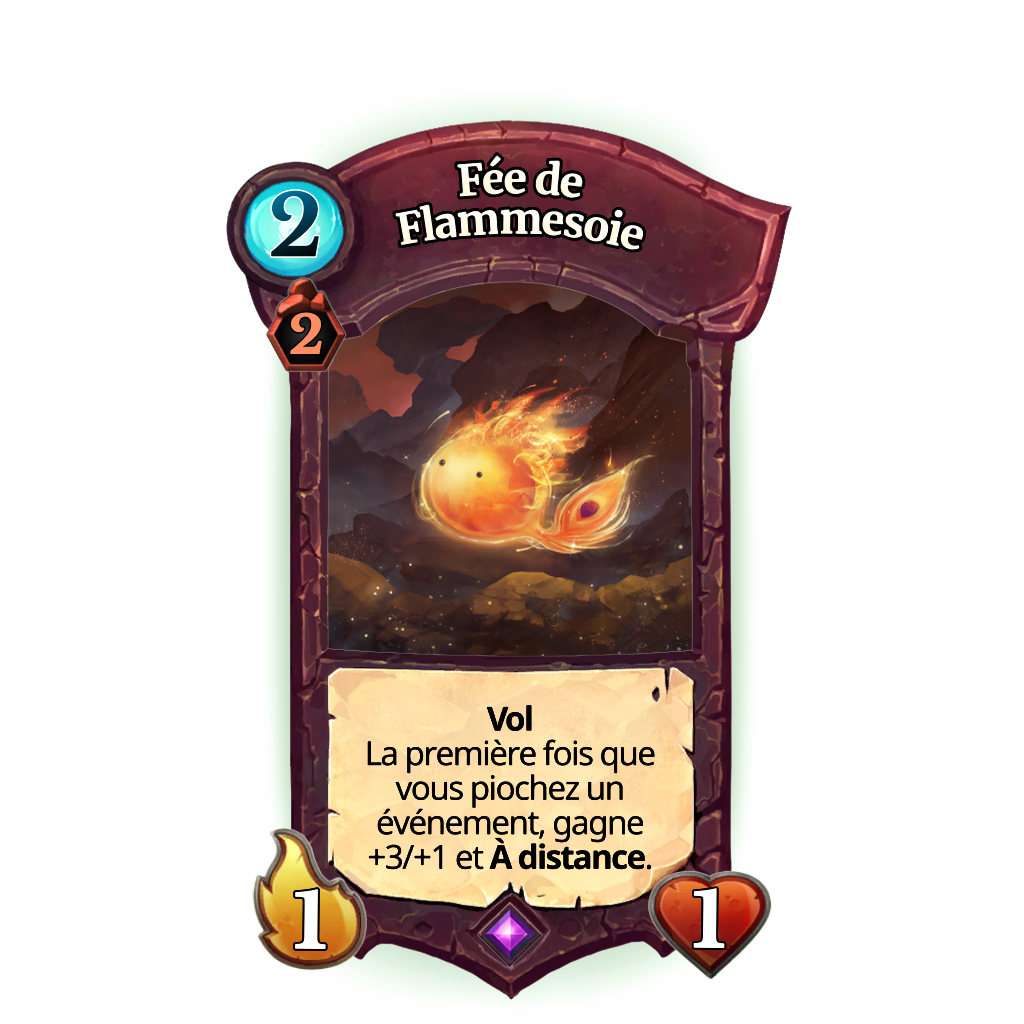 Fée de
Flammesoie
2
2
Vol
La première fois que
vous piochez un
événement, gagne
+3/+1 et À distance.
1
1